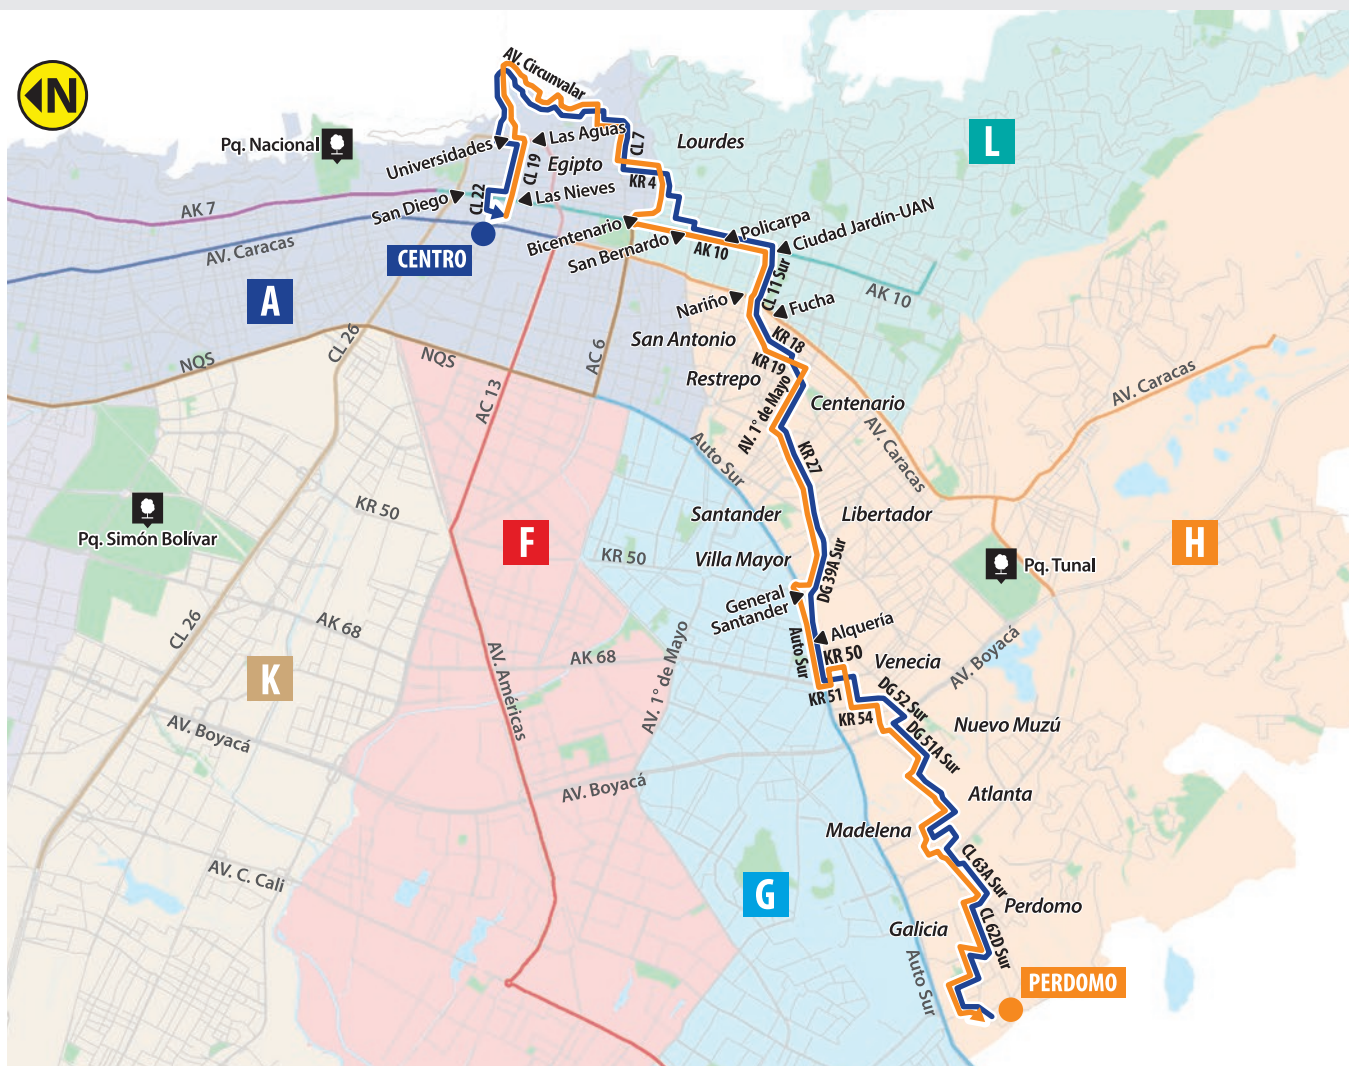 N
AV. Circunvalar
Pq. Nacional
Universidades
Las Aguas
CL 7
Lourdes
L
Egipto
CL 19
KR 4
AK 7
San Diego
CL 22
Las Nieves
Bicentenario
Policarpa
Ciudad Jardín-UAN
San Bernardo
AK 10
AV. Caracas
CENTRO
A
CL 11 Sur
AK 10
Nariño
Fucha
San Antonio
KR 18
NQS
CL 26
NQS
AC 6
KR 19
Restrepo
AV. Caracas
AC 13
AV. 1° de Mayo
Centenario
AV. Caracas
Auto Sur
KR 27
KR 50
Santander
Libertador
Pq. Simón Bolívar
F
H
KR 50
Villa Mayor
DG 39A Sur
Pq. Tunal
General
Santander
CL 26
AK 68
Alquería
Auto Sur
KR 50
AK 68
AV. 1° de Mayo
Venecia
AV. Boyacá
K
AV. Américas
KR 51
DG 52 Sur
KR 54
Nuevo Muzú
AV. Boyacá
DG 51A Sur
AV. Boyacá
Atlanta
Madelena
AV. C. Cali
CL 63A Sur
G
Perdomo
Galicia
CL 62D Sur
Auto Sur
PERDOMO